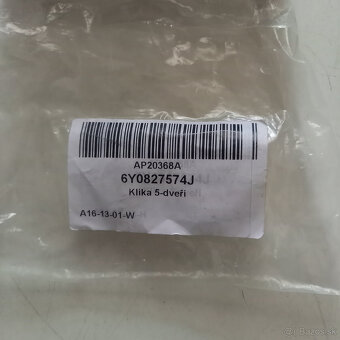 AP20368A
6Y0827574J
Klika 5-dveří
A16-13-01-W